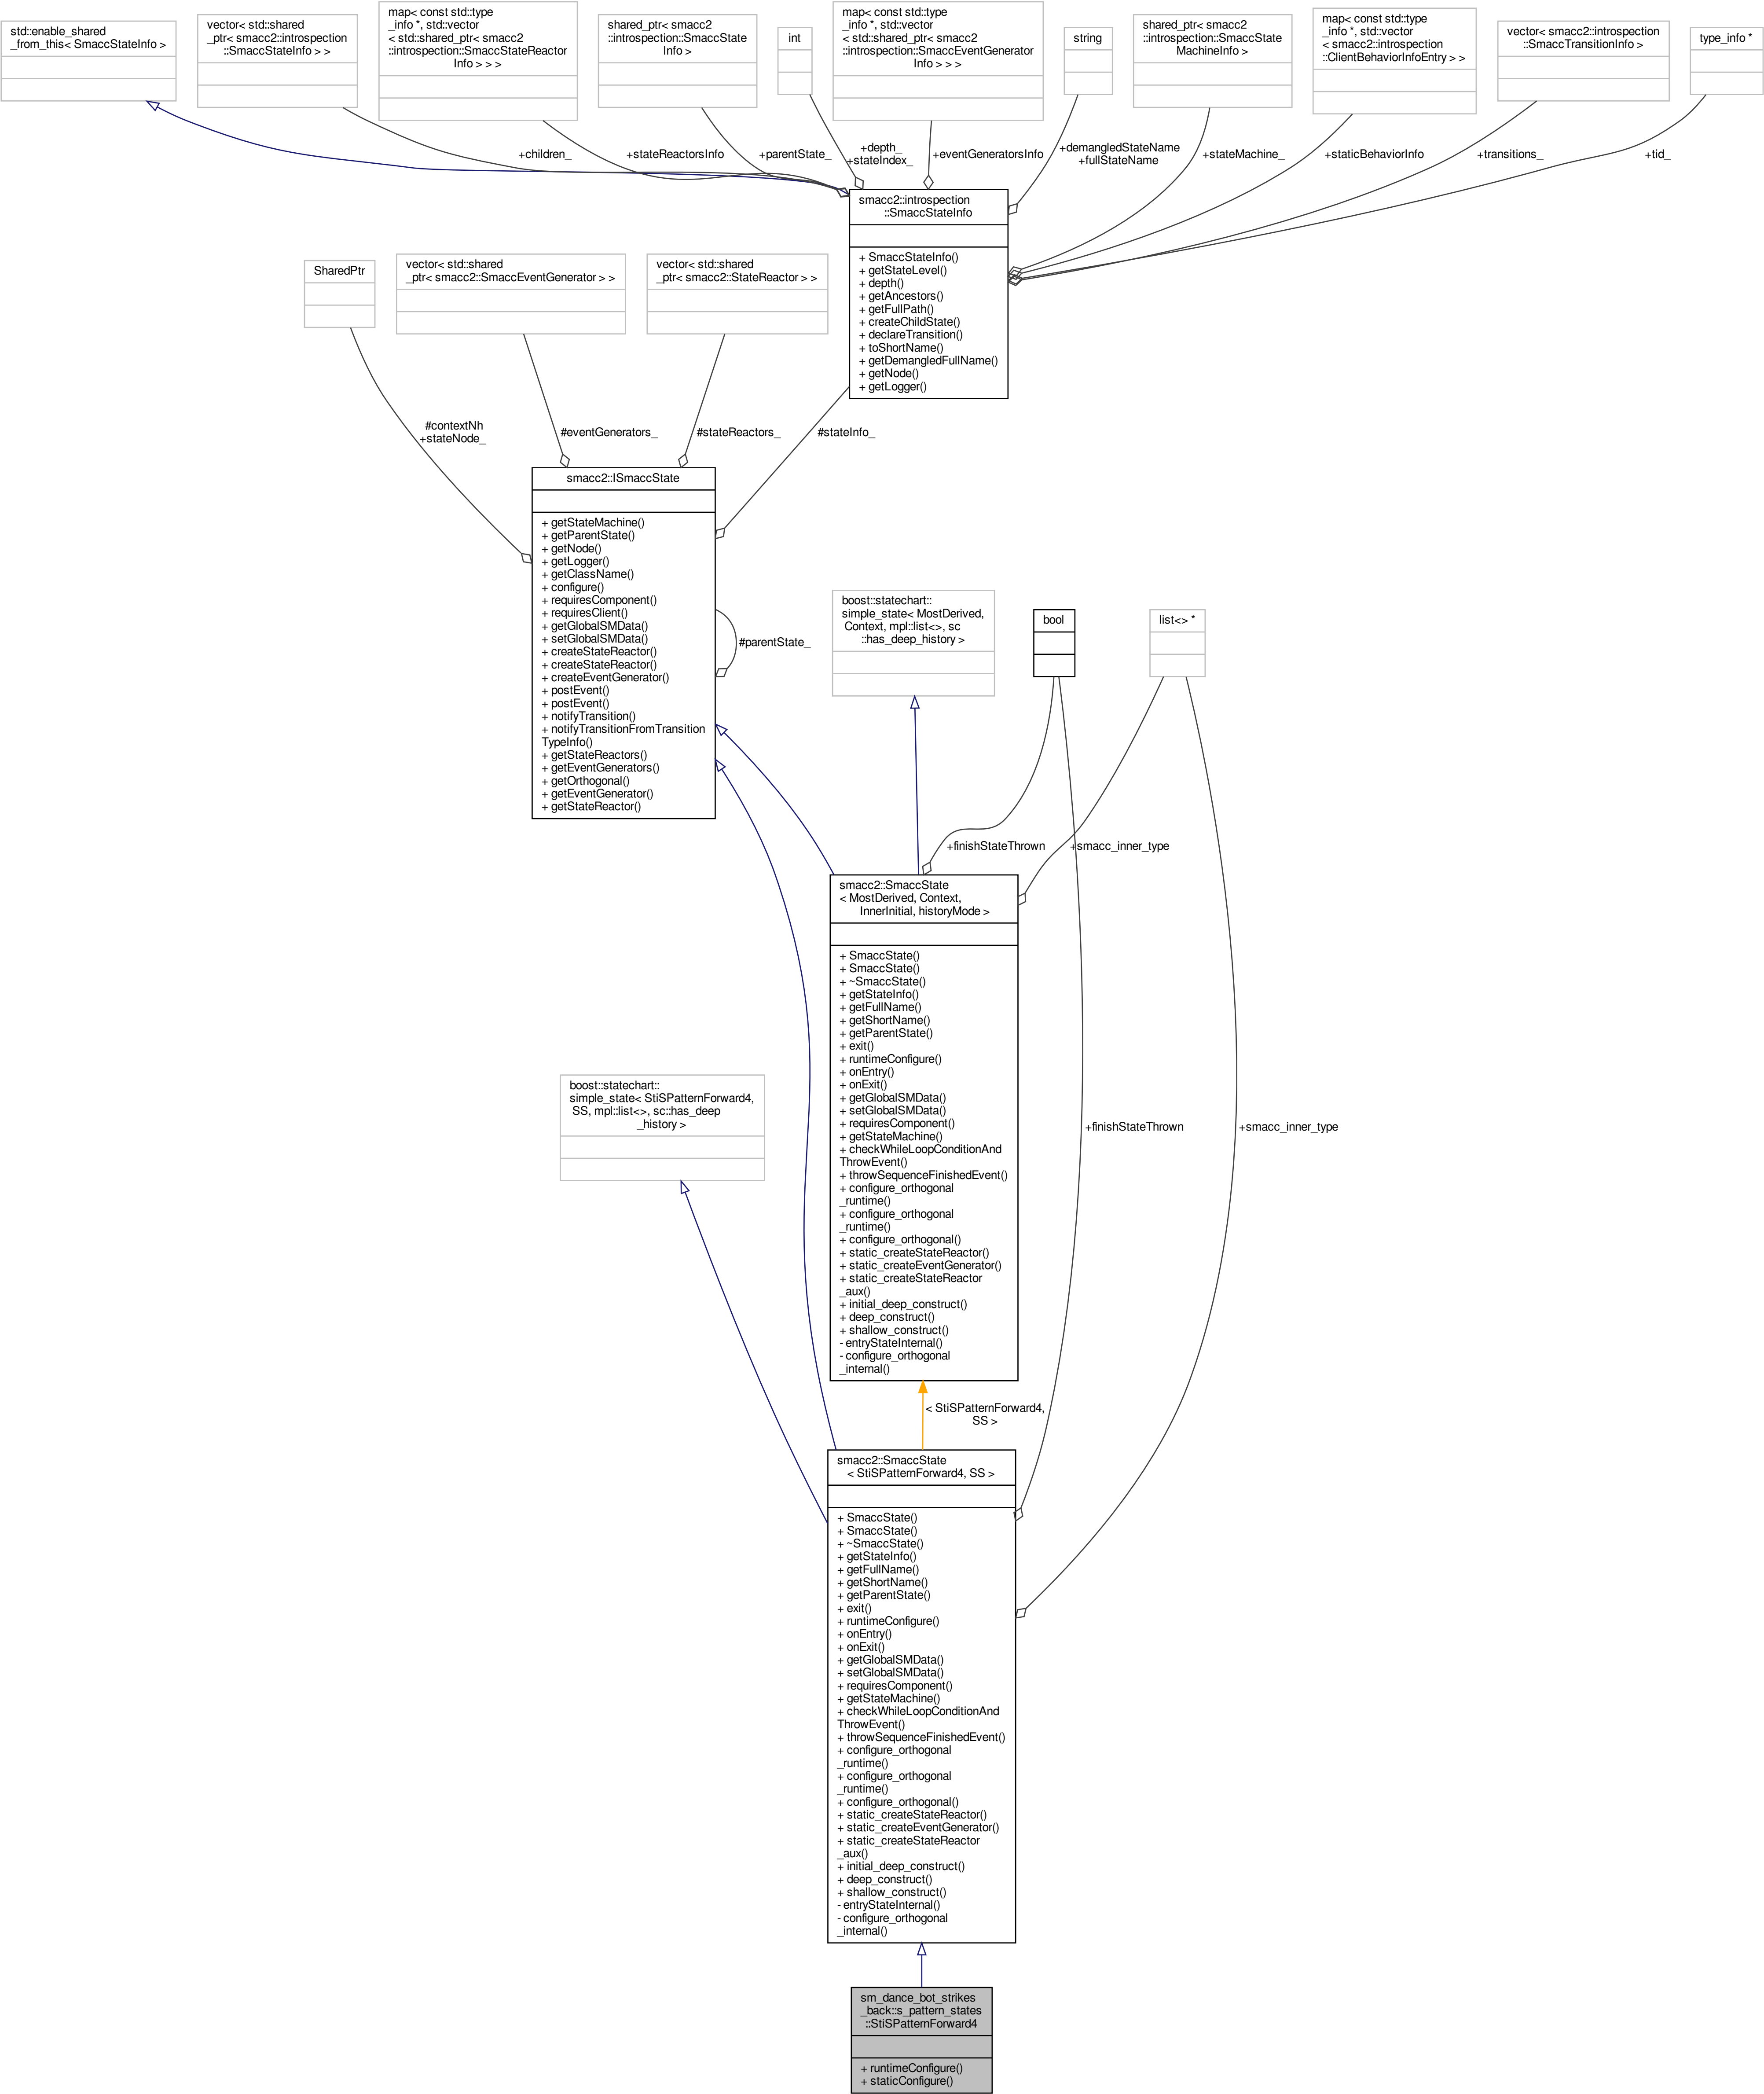 std::enable_shared
_from_this< SmaccStateInfo >
vector< std::shared
_ptr< smacc2::introspection
::SmaccStateInfo > >
map< const std::type
_info *, std::vector
< std::shared_ptr< smacc2
::introspection::SmaccStateReactor
Info > > >
shared_ptr< smacc2
::introspection::SmaccState
Info >
int
map< const std::type
_info *, std::vector
< std::shared_ptr< smacc2
::introspection::SmaccEventGenerator
Info > > >
string
shared_ptr< smacc2
::introspection::SmaccState
MachineInfo >
map< const std::type
_info *, std::vector
< smacc2::introspection
::ClientBehaviorInfoEntry > >
vector< smacc2::introspection
::SmaccTransitionInfo >
type_info *
+children_
+stateReactorsInfo
+parentState_
+depth_
+stateIndex_
+eventGeneratorsInfo
+demangledStateName
+fullStateName
+stateMachine_
+staticBehaviorInfo
+transitions_
+tid_
smacc2::introspection
::SmaccStateInfo
+ SmaccStateInfo()
+ getStateLevel()
+ depth()
+ getAncestors()
+ getFullPath()
+ createChildState()
+ declareTransition()
+ toShortName()
+ getDemangledFullName()
+ getNode()
+ getLogger()
SharedPtr
vector< std::shared
_ptr< smacc2::SmaccEventGenerator > >
vector< std::shared
_ptr< smacc2::StateReactor > >
#contextNh
+stateNode_
#eventGenerators_
#stateReactors_
#stateInfo_
smacc2::ISmaccState
+ getStateMachine()
+ getParentState()
+ getNode()
+ getLogger()
+ getClassName()
+ configure()
+ requiresComponent()
+ requiresClient()
+ getGlobalSMData()
+ setGlobalSMData()
+ createStateReactor()
+ createStateReactor()
+ createEventGenerator()
+ postEvent()
+ postEvent()
+ notifyTransition()
+ notifyTransitionFromTransition
TypeInfo()
+ getStateReactors()
+ getEventGenerators()
+ getOrthogonal()
+ getEventGenerator()
+ getStateReactor()
#parentState_
boost::statechart::
simple_state< MostDerived,
Context, mpl::list<>, sc
::has_deep_history >
bool
list<> *
+finishStateThrown
+smacc_inner_type
smacc2::SmaccState
< MostDerived, Context,
InnerInitial, historyMode >
+ SmaccState()
+ SmaccState()
+ ~SmaccState()
+ getStateInfo()
+ getFullName()
+ getShortName()
+ getParentState()
+ exit()
+ runtimeConfigure()
+ onEntry()
+ onExit()
+ getGlobalSMData()
+ setGlobalSMData()
+ requiresComponent()
+ getStateMachine()
+ checkWhileLoopConditionAnd
ThrowEvent()
+ throwSequenceFinishedEvent()
+ configure_orthogonal
_runtime()
+ configure_orthogonal
_runtime()
+ configure_orthogonal()
+ static_createStateReactor()
+ static_createEventGenerator()
+ static_createStateReactor
_aux()
+ initial_deep_construct()
+ deep_construct()
+ shallow_construct()
- entryStateInternal()
- configure_orthogonal
_internal()
boost::statechart::
simple_state< StiSPatternForward4,
SS, mpl::list<>, sc::has_deep
_history >
+finishStateThrown
+smacc_inner_type
< StiSPatternForward4,
SS >
smacc2::SmaccState
< StiSPatternForward4, SS >
+ SmaccState()
+ SmaccState()
+ ~SmaccState()
+ getStateInfo()
+ getFullName()
+ getShortName()
+ getParentState()
+ exit()
+ runtimeConfigure()
+ onEntry()
+ onExit()
+ getGlobalSMData()
+ setGlobalSMData()
+ requiresComponent()
+ getStateMachine()
+ checkWhileLoopConditionAnd
ThrowEvent()
+ throwSequenceFinishedEvent()
+ configure_orthogonal
_runtime()
+ configure_orthogonal
_runtime()
+ configure_orthogonal()
+ static_createStateReactor()
+ static_createEventGenerator()
+ static_createStateReactor
_aux()
+ initial_deep_construct()
+ deep_construct()
+ shallow_construct()
- entryStateInternal()
- configure_orthogonal
_internal()
sm_dance_bot_strikes
_back::s_pattern_states
::StiSPatternForward4
+ runtimeConfigure()
+ staticConfigure()